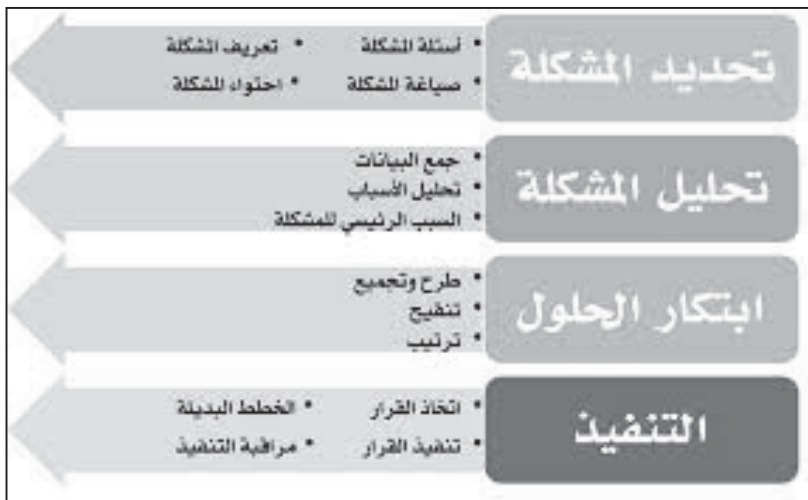 تحديد المشكلة
• أسئلة المشكلة • تعريف المشكلة
• صياغة المشكلة • احتواء المشكلة
تحليل المشكلة
• جمع البيانات
• تحليل الأسباب
• السبب الرئيسي للمشكلة
ابتكار الحلول
• طرح وتجميع
• تنقيح
• ترتيب
التنفيذ
• اتخاذ القرار • الخطط البديلة
• تنفيذ القرار • مراقبة التنفيذ